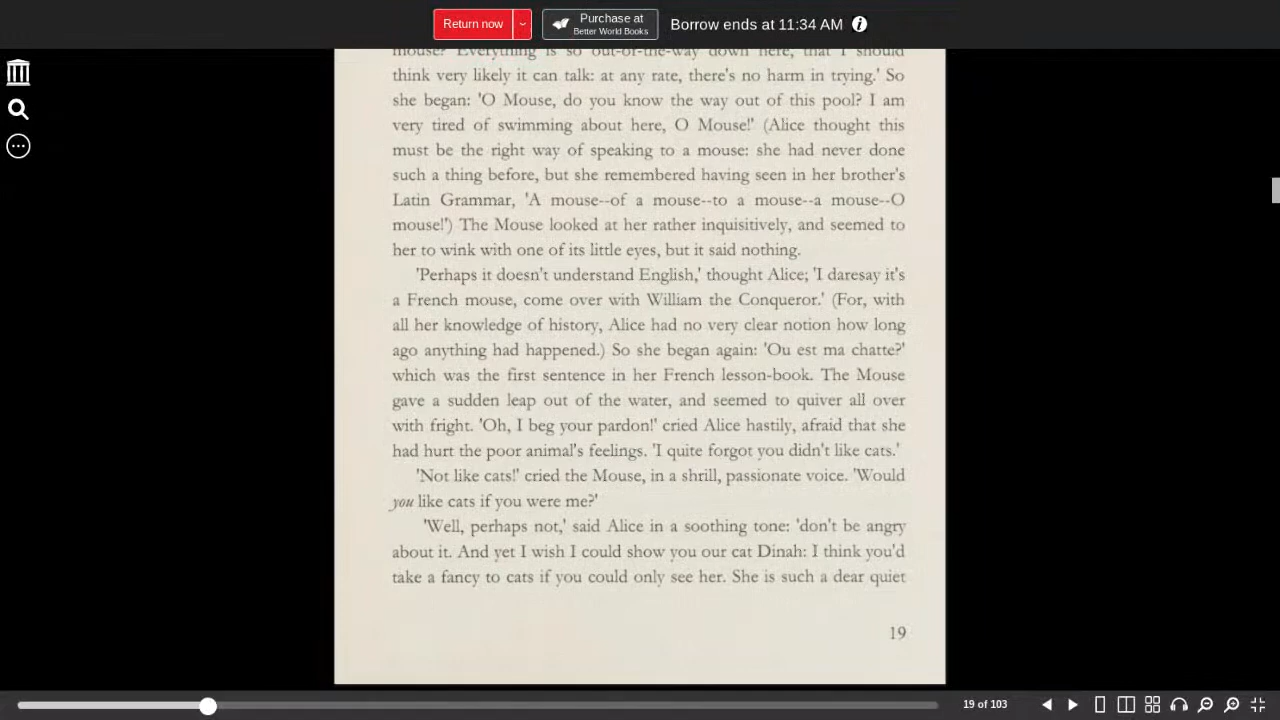 Return now
Purchase at
Better World Books
Borrow ends at 11:34 AM
mouse? Everything is so out-of-the-way down here, that I should
think very likely it can talk: at any rate, there's no harm in trying.' So
she began: 'O Mouse, do you know the way out of this pool? I am
very tired of swimming about here, O Mouse!' (Alice thought this
must be the right way of speaking to a mouse: she had never done
such a thing before, but she remembered having seen in her brother's
Latin Grammar, 'A mouse--of a mouse--to a mouse--a mouse--O
mouse!') The Mouse looked at her rather inquisitively, and seemed to
her to wink with one of its little eyes, but it said nothing.
'Perhaps it doesn't understand English,' thought Alice; 'I daresay it's
a French mouse, come over with William the Conqueror.' (For, with
all her knowledge of history, Alice had no very clear notion how long
ago anything had happened.) So she began again: 'Ou est ma chatte?'
which was the first sentence in her French lesson-book. The Mouse
gave a sudden leap out of the water, and seemed to quiver all over
with fright. 'Oh, I beg your pardon!' cried Alice hastily, afraid that she
had hurt the poor animal's feelings. 'I quite forgot you didn't like cats.'
'Not like cats!' cried the Mouse, in a shrill, passionate voice. 'Would
you like cats if you were me?'
'Well, perhaps not,' said Alice in a soothing tone: 'don't be angry
about it. And yet I wish I could show you our cat Dinah: I think you'd
take a fancy to cats if you could only see her. She is such a dear quiet
19
19 of 103